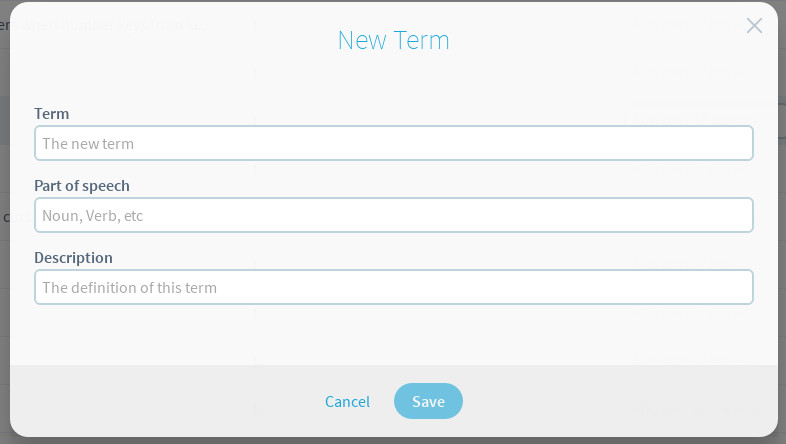 New Term
Term
The new term
Part of speech
Noun, Verb, etc
Description
The definition of this term
Cancel
Save